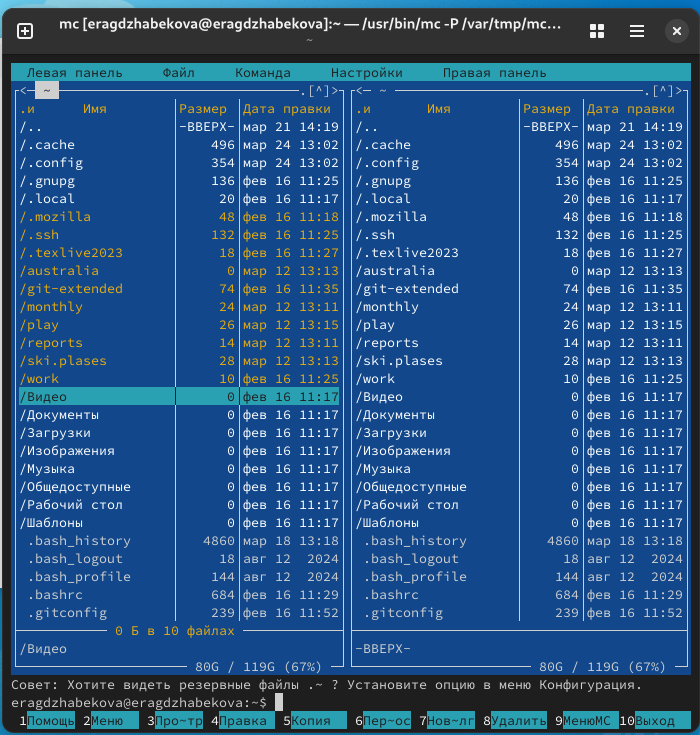 mc [eragdzhabekova@eragdzhabekova]:~ — /usr/bin/mc -P /var/tmp/mc…
~
Левая панель Файл Команда Настройки Правая панель
<— ~ .[^]> <— ~ .[^]>
.и Имя Размер Дата правки .и Имя Размер Дата правки
/.. -ВВЕРХ- мар 21 14:19 /.. -ВВЕРХ- мар 21 14:19
/.cache 496 мар 24 13:02 /.cache 496 мар 24 13:02
/.config 354 мар 24 13:02 /.config 354 мар 24 13:02
/.gnupg 136 фев 16 11:25 /.gnupg 136 фев 16 11:25
/.local 20 фев 16 11:17 /.local 20 фев 16 11:17
/.mozilla 48 фев 16 11:18 /.mozilla 48 фев 16 11:18
/.ssh 132 фев 16 11:25 /.ssh 132 фев 16 11:25
/.texlive2023 18 фев 16 11:27 /.texlive2023 18 фев 16 11:27
/australia 0 мар 12 13:13 /australia 0 мар 12 13:13
/git-extended 74 фев 16 11:35 /git-extended 74 фев 16 11:35
/monthly 24 мар 12 13:11 /monthly 24 мар 12 13:11
/play 26 мар 12 13:15 /play 26 мар 12 13:15
/reports 14 мар 12 13:11 /reports 14 мар 12 13:11
/ski.plases 28 мар 12 13:13 /ski.plases 28 мар 12 13:13
/work 10 фев 16 11:25 /work 10 фев 16 11:25
/Видео 0 фев 16 11:17 /Видео 0 фев 16 11:17
/Документы 0 фев 16 11:17 /Документы 0 фев 16 11:17
/Загрузки 0 фев 16 11:17 /Загрузки 0 фев 16 11:17
/Изображения 0 фев 16 11:17 /Изображения 0 фев 16 11:17
/Музыка 0 фев 16 11:17 /Музыка 0 фев 16 11:17
/Общедоступные 0 фев 16 11:17 /Общедоступные 0 фев 16 11:17
/Рабочий стол 0 фев 16 11:17 /Рабочий стол 0 фев 16 11:17
/Шаблоны 0 фев 16 11:17 /Шаблоны 0 фев 16 11:17
.bash_history 4860 мар 18 13:18 .bash_history 4860 мар 18 13:18
.bash_logout 18 авг 12 2024 .bash_logout 18 авг 12 2024
.bash_profile 144 авг 12 2024 .bash_profile 144 авг 12 2024
.bashrc 684 фев 16 11:29 .bashrc 684 фев 16 11:29
.gitconfig 239 фев 16 11:52 .gitconfig 239 фев 16 11:52
0 Б в 10 файлах
/Видео -ВВЕРХ-
80G / 119G (67%) 80G / 119G (67%)
Совет: Хотите видеть резервные файлы .~ ? Установите опцию в меню Конфигурация.
eragdzhabekova@eragdzhabekova:~$
1Помощь 2Меню 3Про~тр 4Правка 5Копия 6Пер~ос 7Нов~лг 8Удалить 9МенюMC 10Выход